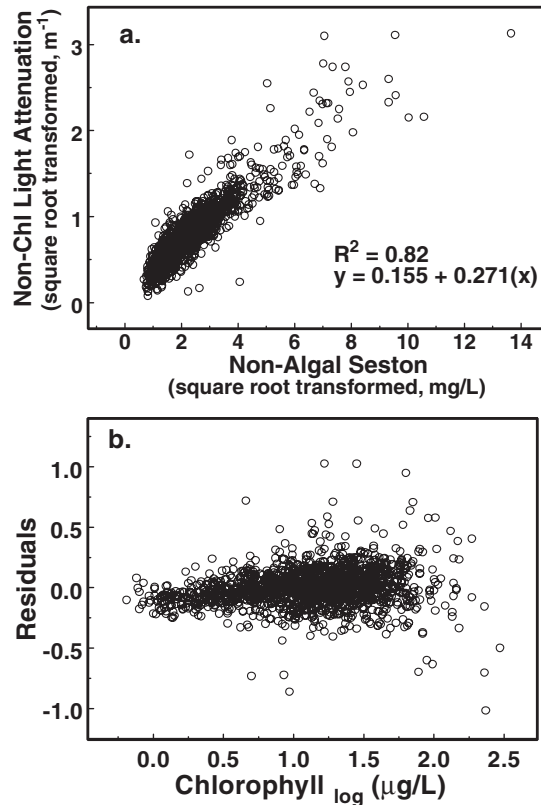 a.
Non-Chl Light Attenuation
(square root transformed, m⁻¹)
3
2
1
0
R² = 0.82
y = 0.155 + 0.271(x)
0 2 4 6 8 10 12 14
Non-Algal Seston
(square root transformed, mg/L)
b.
Residuals
1.0
0.5
0.0
-0.5
-1.0
0.0 0.5 1.0 1.5 2.0 2.5
Chlorophyll log (μg/L)